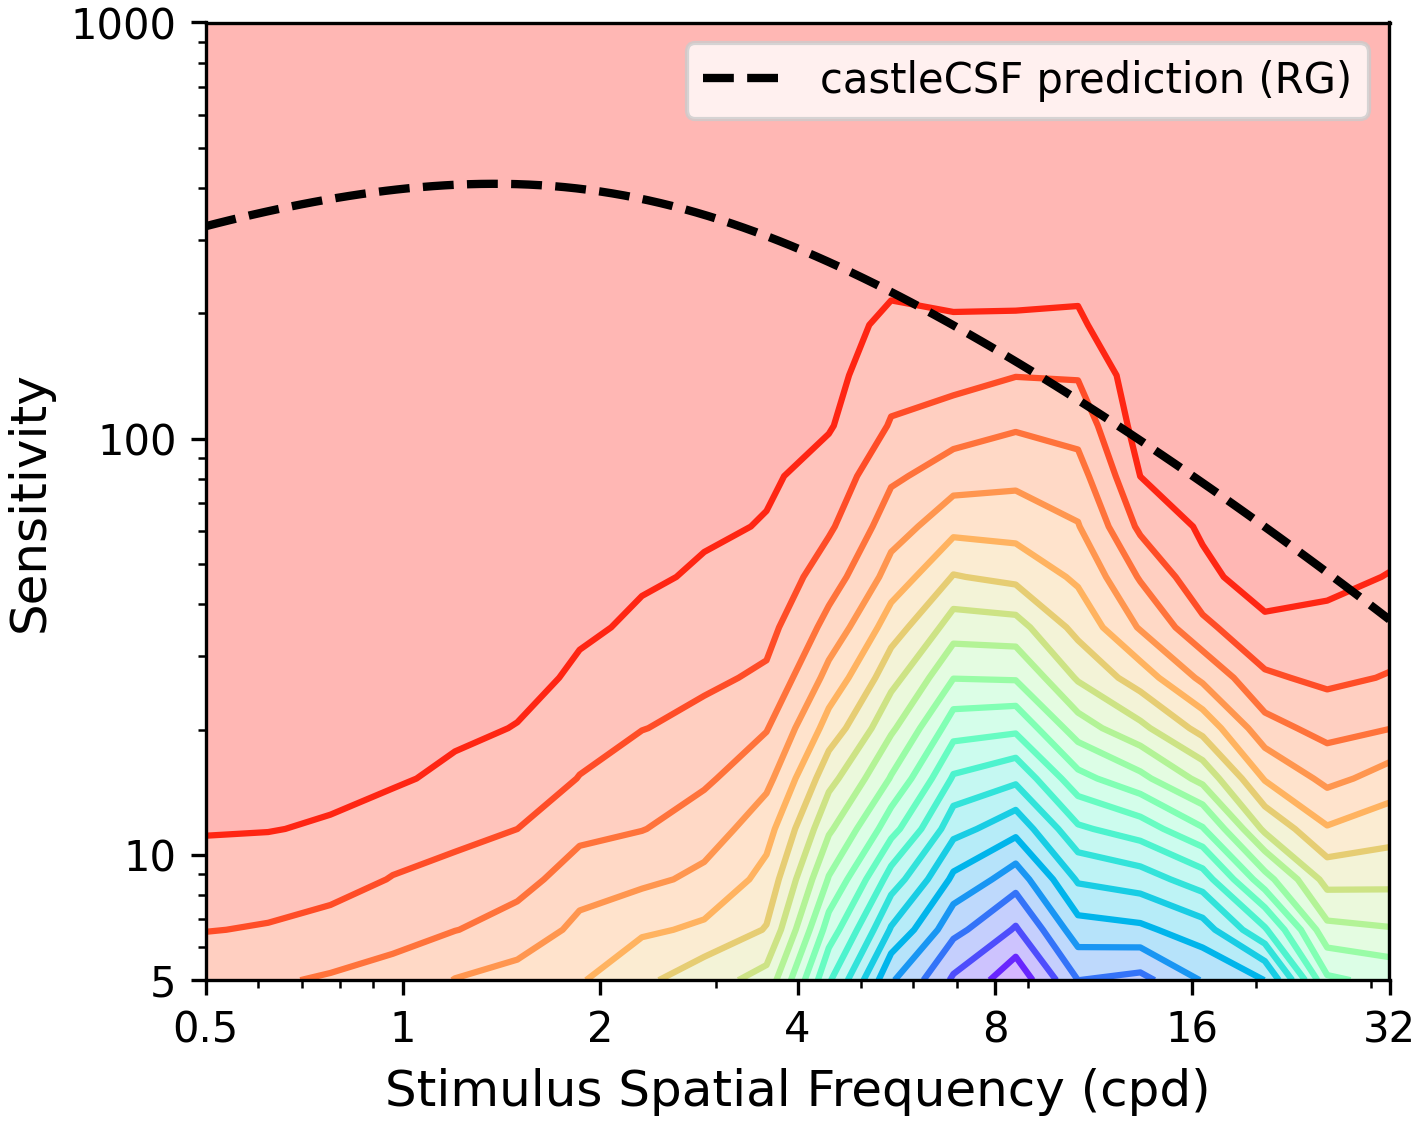 1000
castleCSF prediction (RG)
Sensitivity
100
10
5
0.5 1 2 4 8 16 32
Stimulus Spatial Frequency (cpd)